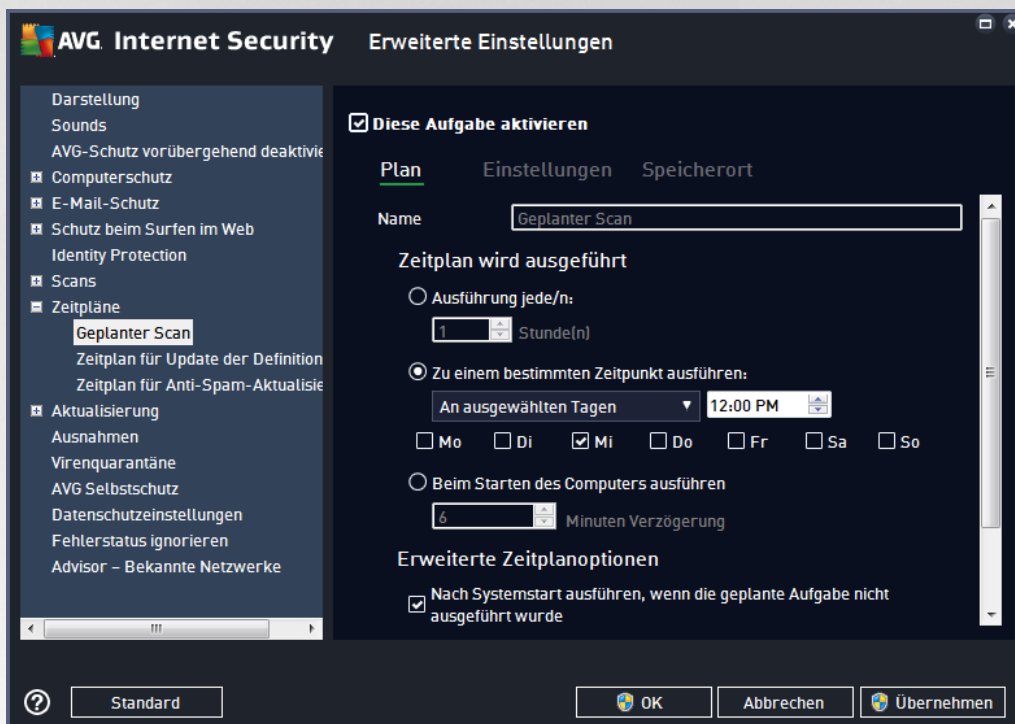 AVG. Internet Security Erweiterte Einstellungen
Darstellung
Sounds
AVG-Schutz vorübergehend deaktivie
Computerschutz
E-Mail-Schutz
Schutz beim Surfen im Web
Identity Protection
Scans
Zeitpläne
Geplanter Scan
Zeitplan für Update der Definition
Zeitplan für Anti-Spam-Aktualisie
Aktualisierung
Ausnahmen
Virenquarantäne
AVG Selbstschutz
Datenschutzeinstellungen
Fehlerstatus ignorieren
Advisor – Bekannte Netzwerke
Diese Aufgabe aktivieren
Plan Einstellungen Speicherort
Name Geplanter Scan
Zeitplan wird ausgeführt
Ausführung jede/n:
1 Stunde(n)
Zu einem bestimmten Zeitpunkt ausführen:
An ausgewählten Tagen 12:00 PM
Mo Di Mi Do Fr Sa So
Beim Starten des Computers ausführen
6 Minuten Verzögerung
Erweiterte Zeitplanoptionen
Nach Systemstart ausführen, wenn die geplante Aufgabe nicht
ausgeführt wurde
? Standard OK Abbrechen Übernehmen